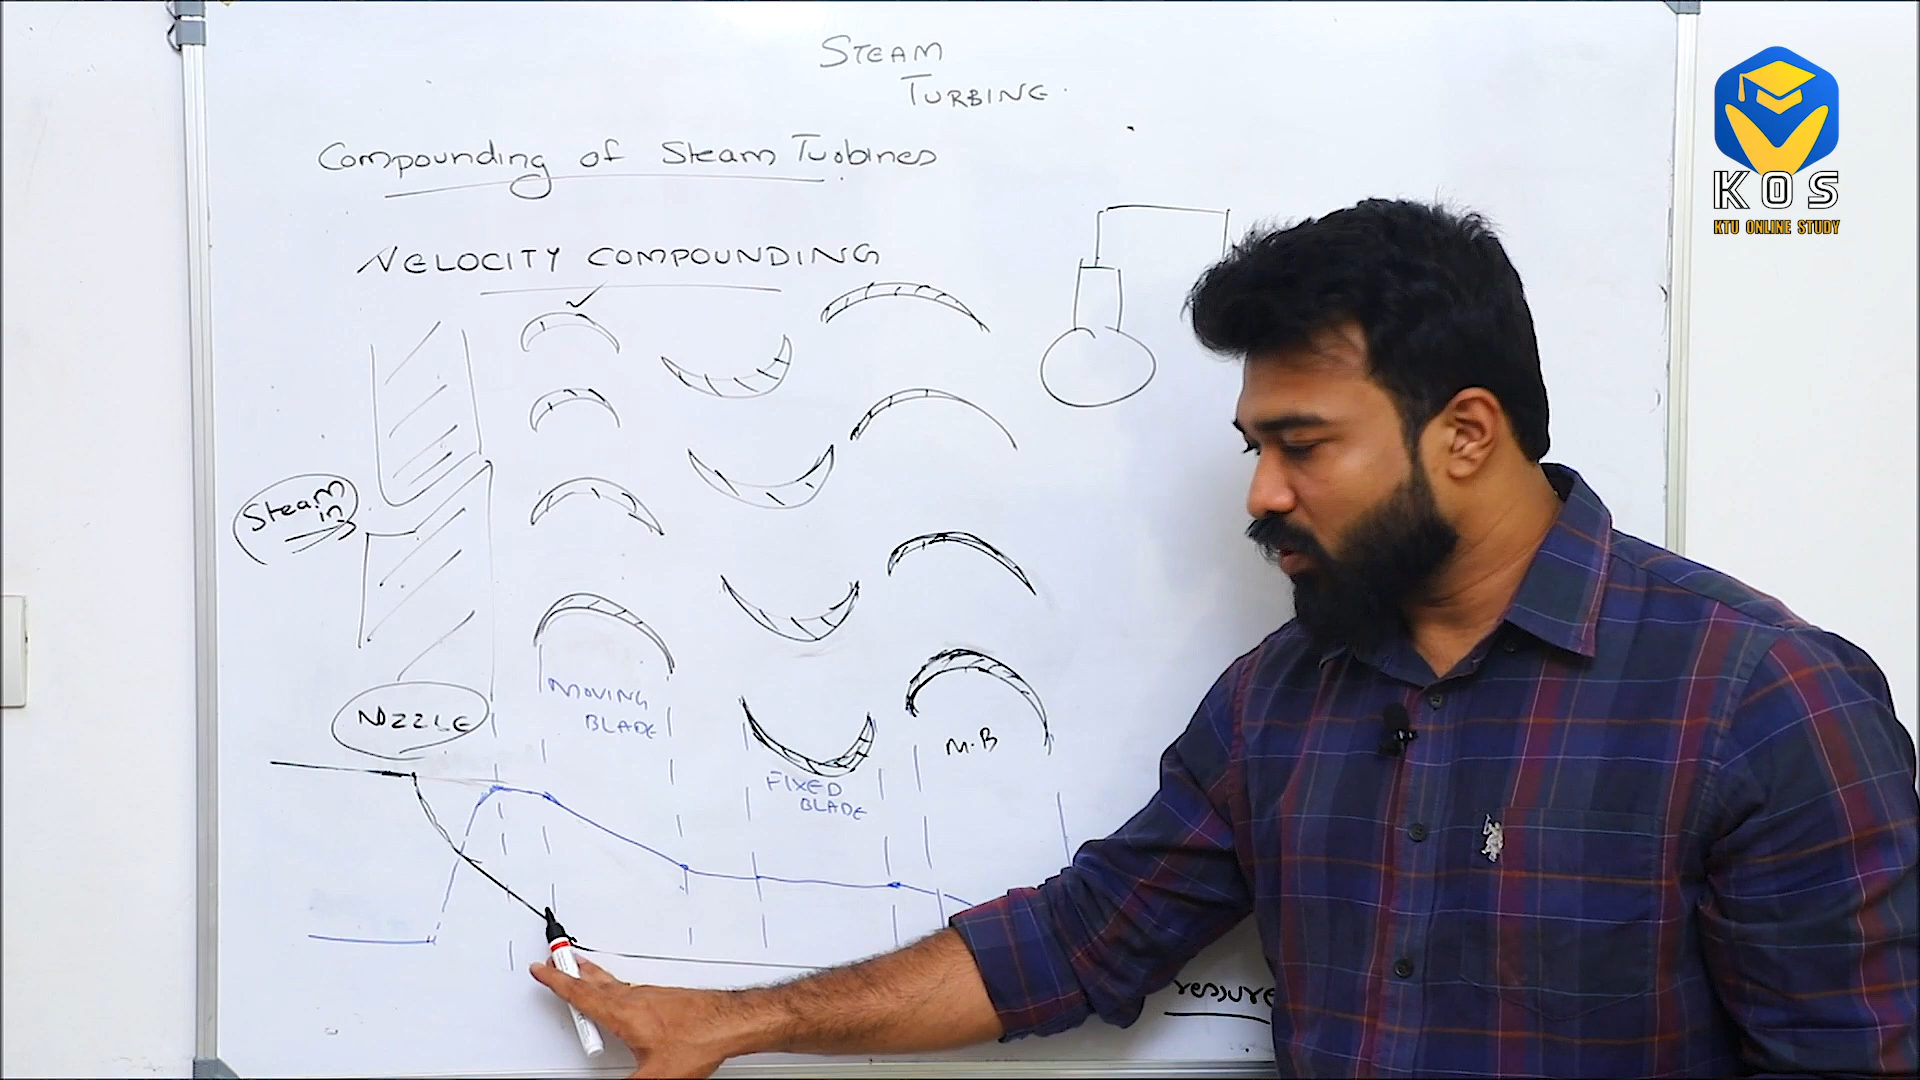 STEAM
TURBINE
Compounding of Steam Turbines
VELOCITY COMPOUNDING
Steam
in
NOZZLE
MOVING
BLADE
FIXED
BLADE
M.B
ressure
KOS
KTU ONLINE STUDY